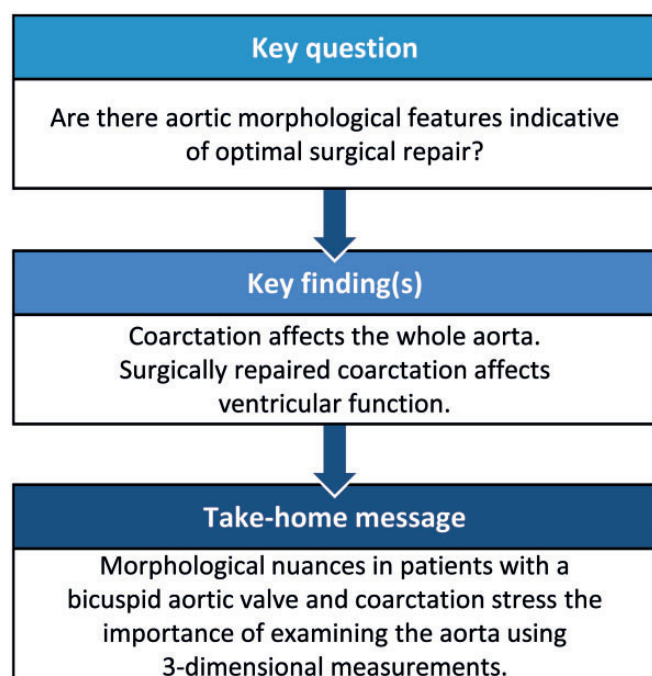 Key question
Are there aortic morphological features indicative
of optimal surgical repair?
Key finding(s)
Coarctation affects the whole aorta.
Surgically repaired coarctation affects
ventricular function.
Take-home message
Morphological nuances in patients with a
bicuspid aortic valve and coarctation stress the
importance of examining the aorta using
3-dimensional measurements.